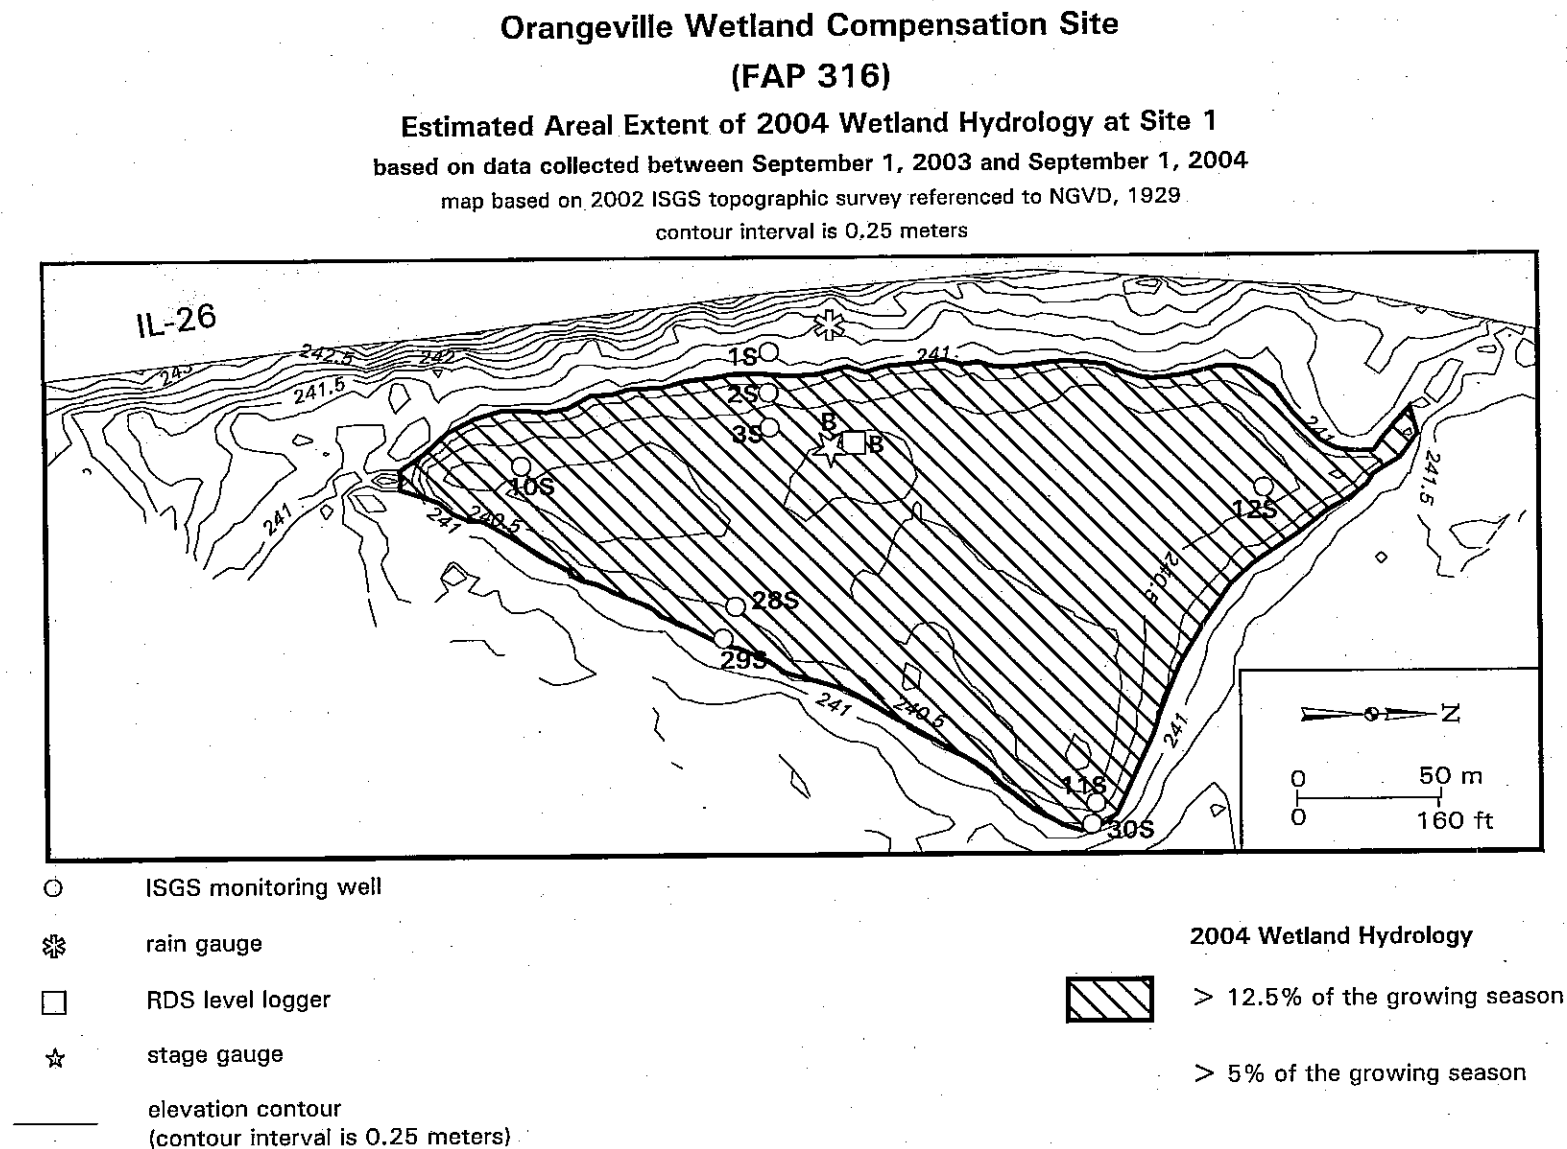 Orangeville Wetland Compensation Site
(FAP 316)
Estimated Areal Extent of 2004 Wetland Hydrology at Site 1
based on data collected between September 1, 2003 and September 1, 2004
map based on 2002 ISGS topographic survey referenced to NGVD, 1929
contour interval is 0.25 meters
IL-26
243
242.5
242
241.5
1S
241
2S
B
3S
B
241
10S
12S
241.5
241
241
240.5
240.5
28S
29S
241
240.5
241
11S
30S
N
0
50 m
0
160 ft
ISGS monitoring well
rain gauge
RDS level logger
stage gauge
elevation contour
(contour interval is 0.25 meters)
2004 Wetland Hydrology
> 12.5% of the growing season
> 5% of the growing season